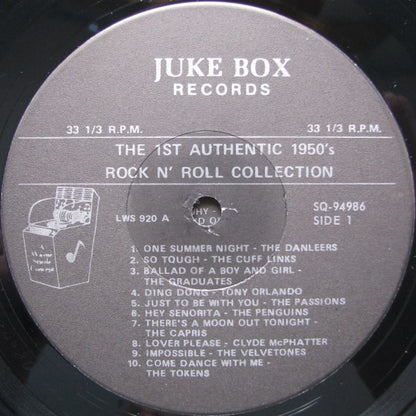 JUKE BOX
RECORDS
33 1/3 R.P.M. 33 1/3 R.P.M.
THE 1ST AUTHENTIC 1950's
ROCK N' ROLL COLLECTION
LWS 920 A
SQ-94986
SIDE 1
A
Warner
1. ONE SUMMER NIGHT - THE DANLEERS
2. SO TOUGH - THE CUFF LINKS
3. BALLAD OF A BOY AND GIRL -
THE GRADUATES
4. DING DONG - TONY ORLANDO
5. JUST TO BE WITH YOU - THE PASSIONS
6. HEY SENORITA - THE PENGUINS
7. THERE'S A MOON OUT TONIGHT -
THE CAPRIS
8. LOVER PLEASE - CLYDE McPHATTER
9. IMPOSSIBLE - THE VELVETONES
10. COME DANCE WITH ME -
THE TOKENS